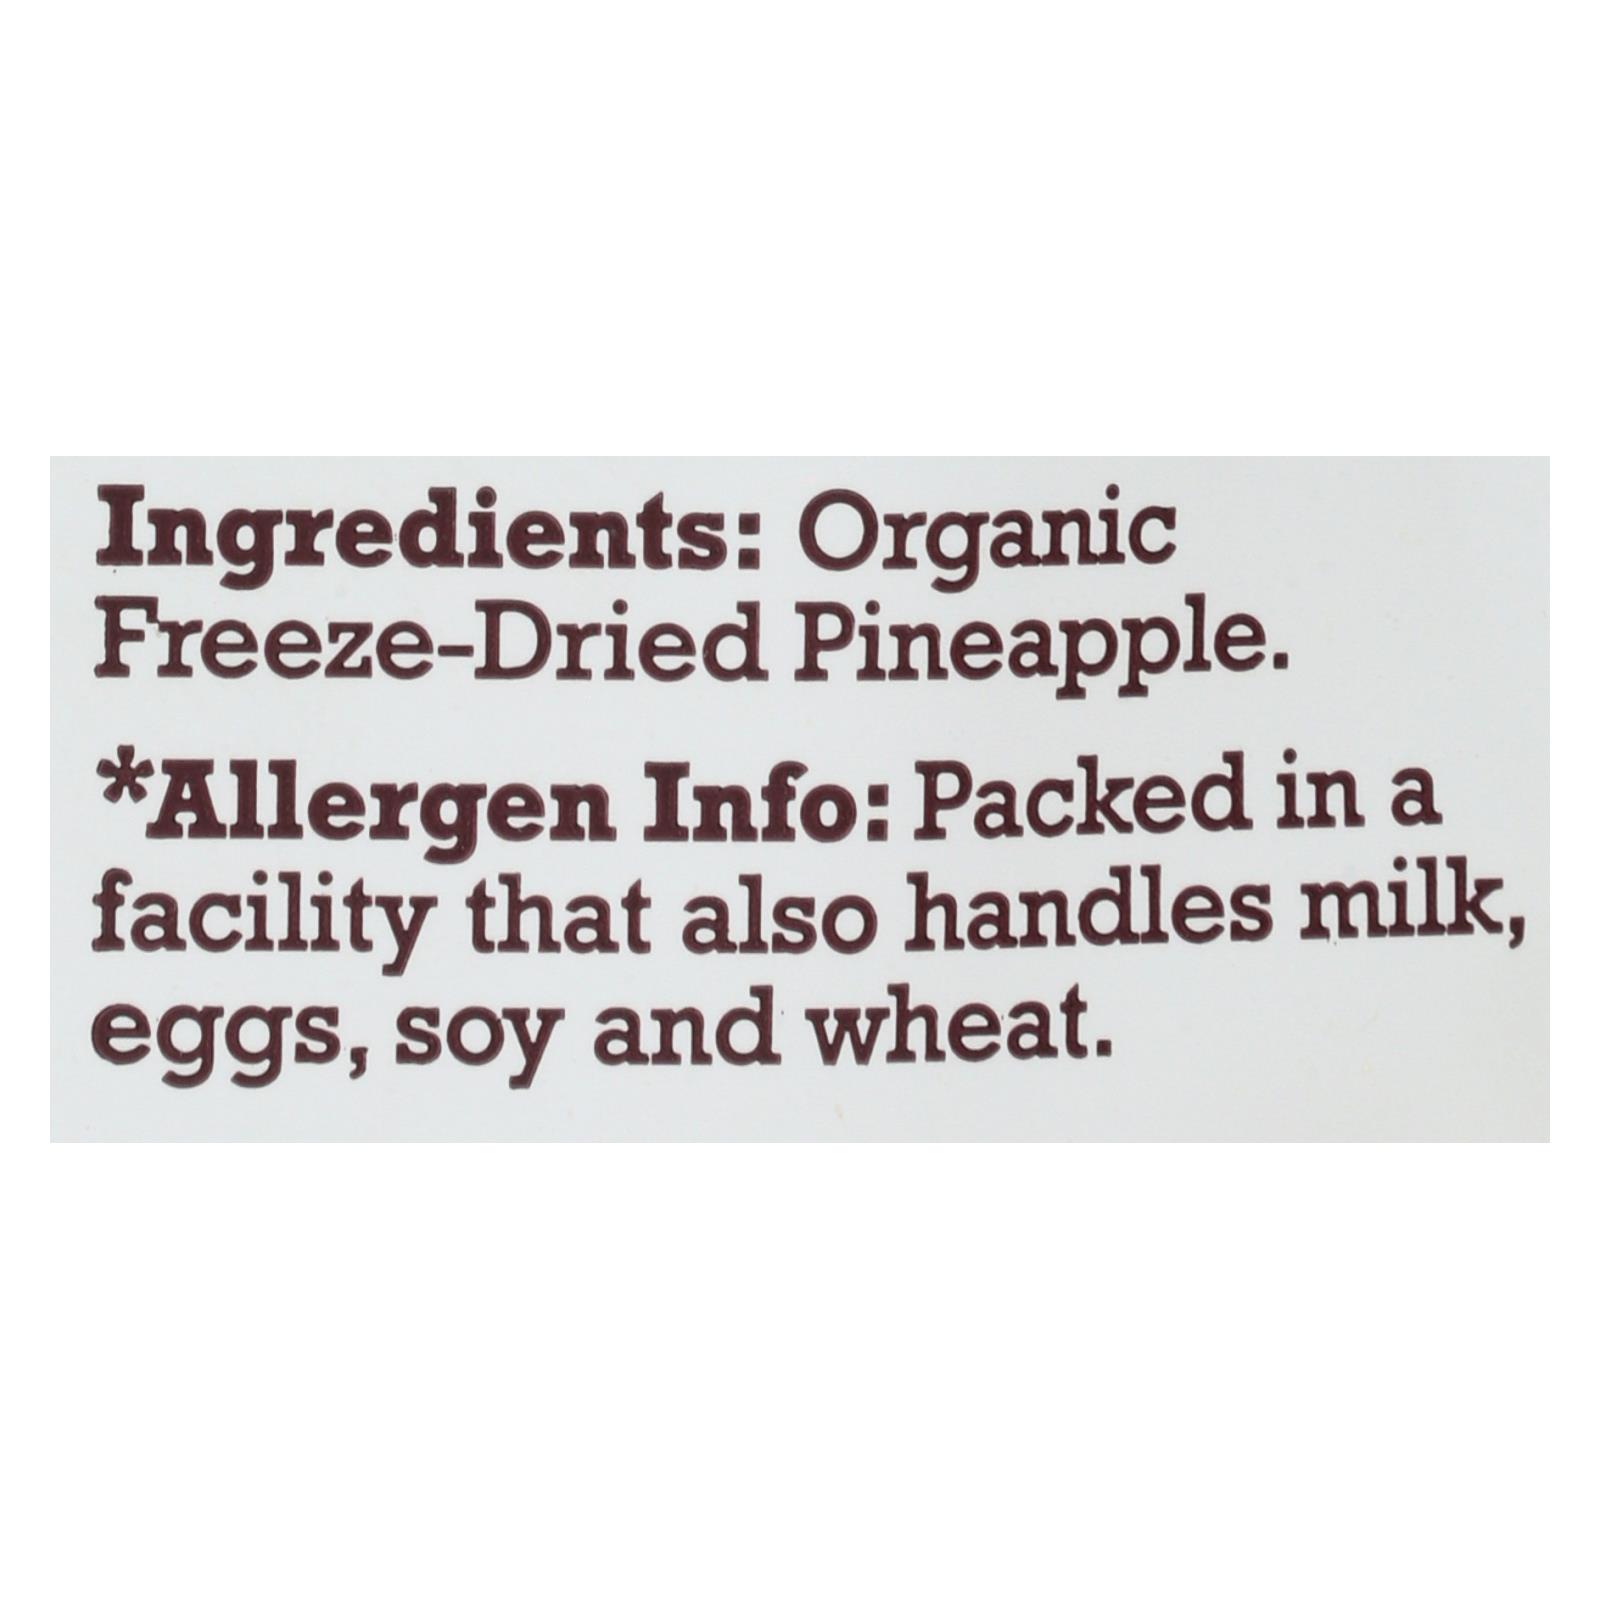 Ingredients: Organic
Freeze-Dried Pineapple.
*Allergen Info: Packed in a
facility that also handles milk,
eggs, soy and wheat.